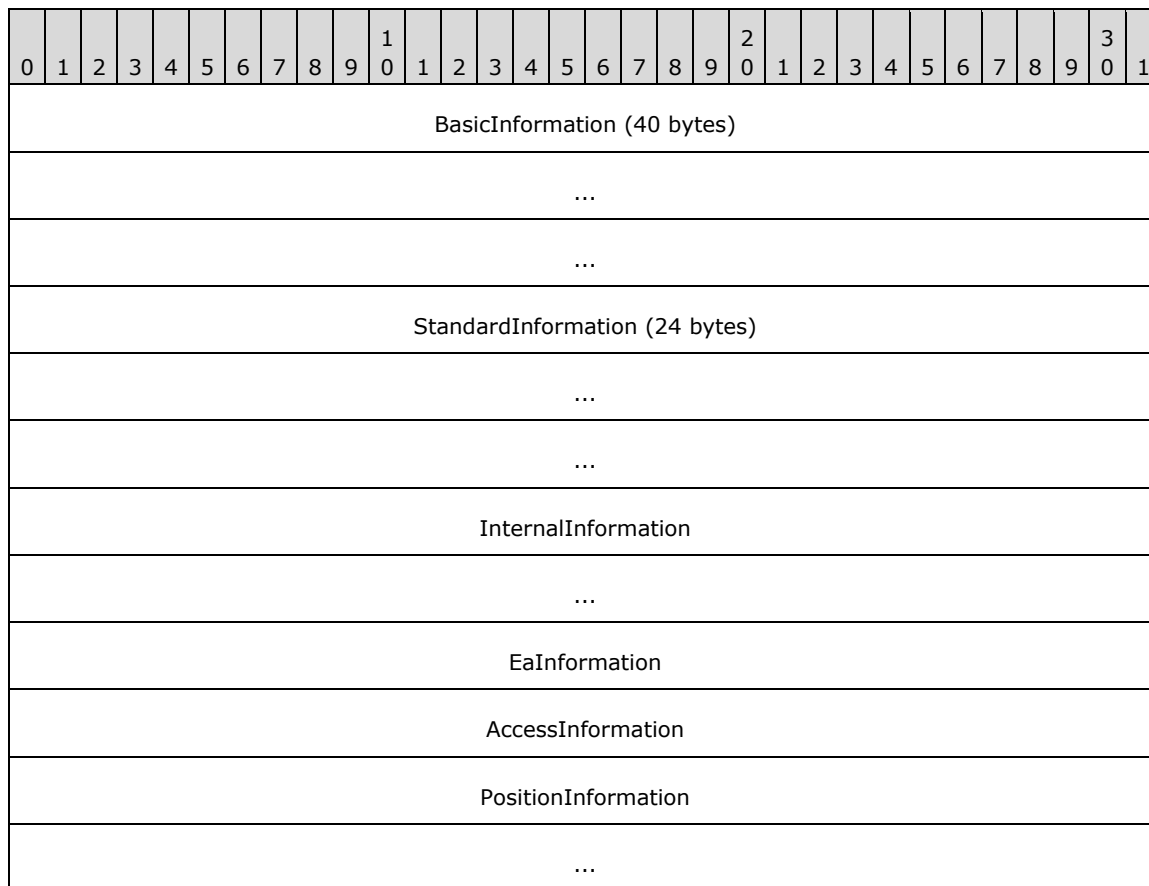 1 2 3
0 1 2 3 4 5 6 7 8 9 0 1 2 3 4 5 6 7 8 9 0 1 2 3 4 5 6 7 8 9 0 1
BasicInformation (40 bytes)
...
...
StandardInformation (24 bytes)
...
...
InternalInformation
...
EaInformation
AccessInformation
PositionInformation
...